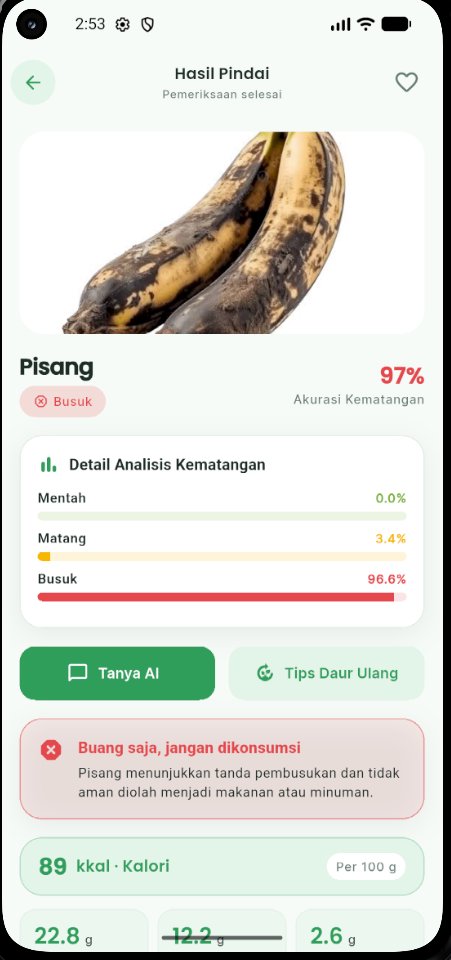 2:53
Hasil Pindai
Pemeriksaan selesai
Pisang
97%
Busuk
Akurasi Kematangan
Detail Analisis Kematangan
Mentah 0.0%
Matang 3.4%
Busuk 96.6%
Tanya AI
Tips Daur Ulang
Buang saja, jangan dikonsumsi
Pisang menunjukkan tanda pembusukan dan tidak
aman diolah menjadi makanan atau minuman.
89 kkal · Kalori
Per 100 g
22.8 g
12.2 g
2.6 g